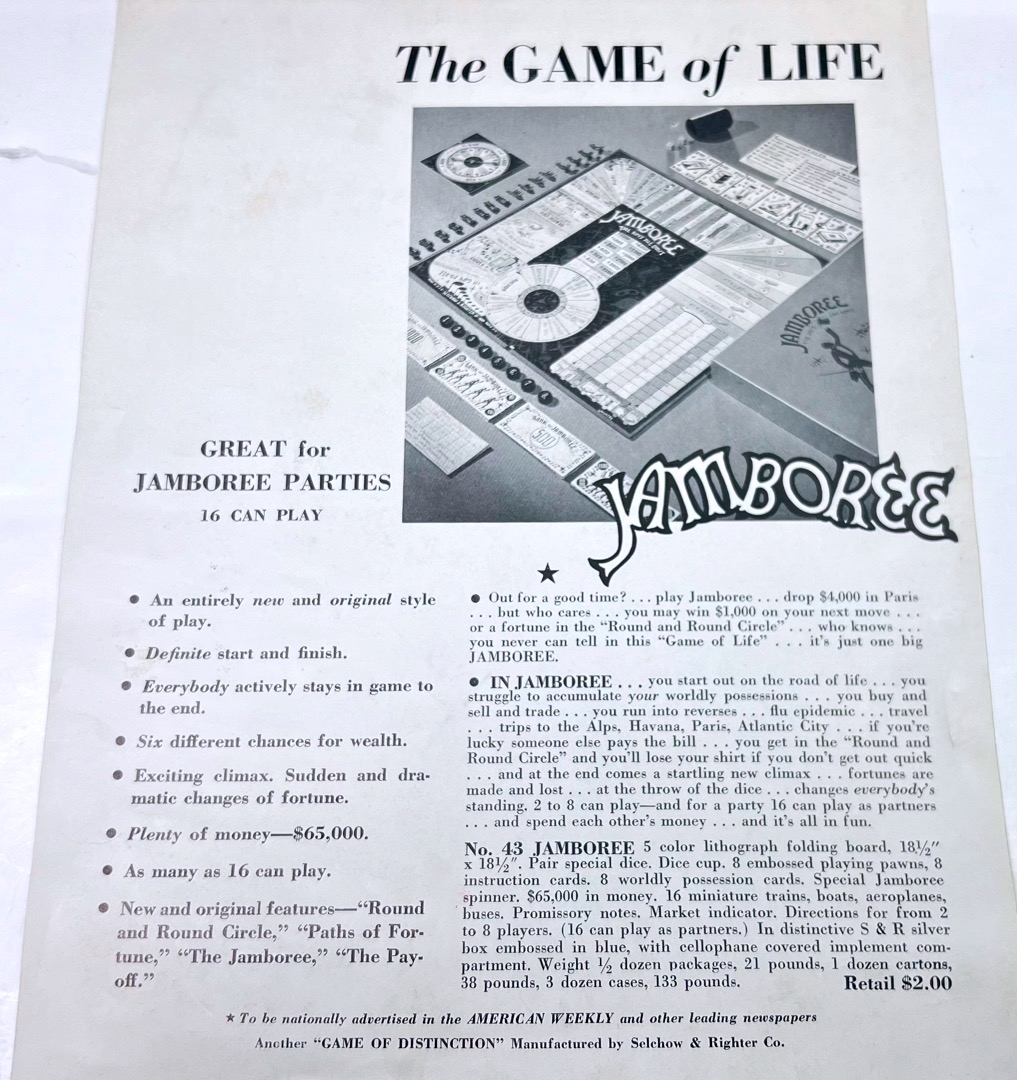 The GAME of LIFE
JAMBOREE
JAMBOREE
500
GREAT for
JAMBOREE PARTIES
16 CAN PLAY
JAMBOREE
★
● An entirely new and original style
of play.
● Definite start and finish.
● Everybody actively stays in game to
the end.
● Six different chances for wealth.
● Exciting climax. Sudden and dra-
matic changes of fortune.
● Plenty of money—$65,000.
● As many as 16 can play.
● New and original features—“Round
and Round Circle,” “Paths of For-
tune,” “The Jamboree,” “The Pay-
off.”
● Out for a good time? . . . play Jamboree . . . drop $4,000 in Paris
. . . but who cares . . . you may win $1,000 on your next move . . .
or a fortune in the “Round and Round Circle” . . . who knows . . .
you never can tell in this “Game of Life” . . . it’s just one big
JAMBOREE.
● IN JAMBOREE . . . you start out on the road of life . . . you
struggle to accumulate your worldly possessions . . . you buy and
sell and trade . . . you run into reverses . . . flu epidemic . . . travel
. . . trips to the Alps, Havana, Paris, Atlantic City . . . if you’re
lucky someone else pays the bill . . . you get in the “Round and
Round Circle” and you’ll lose your shirt if you don’t get out quick
. . . and at the end comes a startling new climax . . . fortunes are
made and lost . . . at the throw of the dice . . . changes everybody’s
standing. 2 to 8 can play—and for a party 16 can play as partners
. . . and spend each other’s money . . . and it’s all in fun.
No. 43 JAMBOREE 5 color lithograph folding board, 18½″
x 18½″. Pair special dice. Dice cup. 8 embossed playing pawns, 8
instruction cards. 8 worldly possession cards. Special Jamboree
spinner. $65,000 in money. 16 miniature trains, boats, aeroplanes,
buses. Promissory notes. Market indicator. Directions for from 2
to 8 players. (16 can play as partners.) In distinctive S & R silver
box embossed in blue, with cellophane covered implement com-
partment. Weight ½ dozen packages, 21 pounds, 1 dozen cartons,
38 pounds, 3 dozen cases, 133 pounds. Retail $2.00
★ To be nationally advertised in the AMERICAN WEEKLY and other leading newspapers
Another “GAME OF DISTINCTION” Manufactured by Selchow & Righter Co.